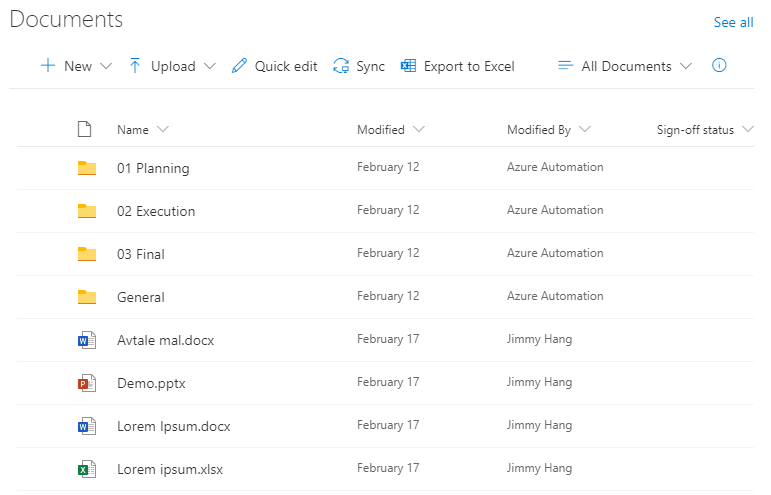 Documents
See all
New Upload Quick edit Sync Export to Excel All Documents
Name Modified Modified By Sign-off status
01 Planning February 12 Azure Automation
02 Execution February 12 Azure Automation
03 Final February 12 Azure Automation
General February 12 Azure Automation
Avtale mal.docx February 17 Jimmy Hang
Demo.pptx February 17 Jimmy Hang
Lorem Ipsum.docx February 17 Jimmy Hang
Lorem ipsum.xlsx February 17 Jimmy Hang